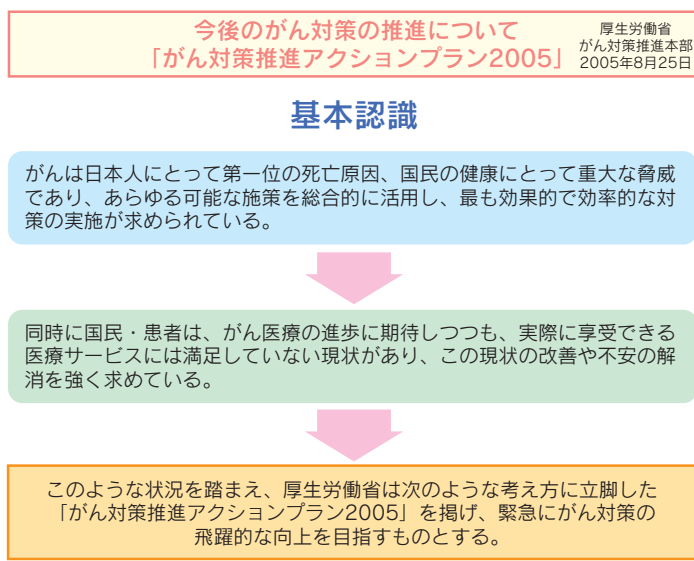 今後のがん対策の推進について
「がん対策推進アクションプラン2005」
厚生労働省
がん対策推進本部
2005年8月25日
基本認識
がんは日本人にとって第一位の死亡原因、国民の健康にとって重大な脅威
であり、あらゆる可能な施策を総合的に活用し、最も効果的で効率的な対
策の実施が求められている。
同時に国民・患者は、がん医療の進歩に期待しつつも、実際に享受できる
医療サービスには満足していない現状があり、この現状の改善や不安の解
消を強く求めている。
このような状況を踏まえ、厚生労働省は次のような考え方に立脚した
「がん対策推進アクションプラン2005」を掲げ、緊急にがん対策の
飛躍的な向上を目指すものとする。